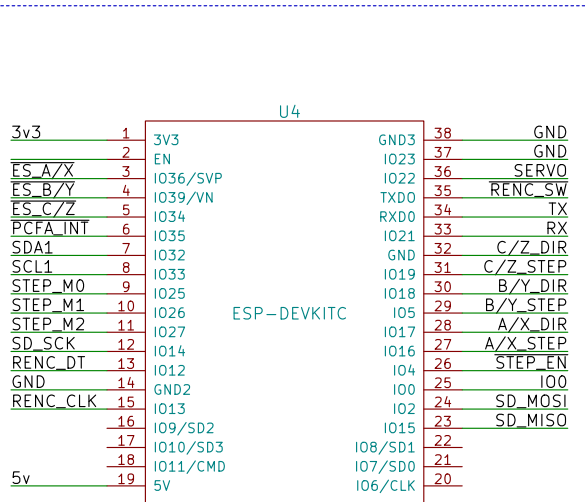 U4
3v3 1 3V3 GND3 38 GND
2 EN IO23 37 GND
ES_A/X 3 IO36/SVP IO22 36 SERVO
ES_B/Y 4 IO39/VN TXD0 35 RENC_SW
ES_C/Z 5 IO34 RXD0 34 TX
PCFA_INT 6 IO35 IO21 33 RX
SDA1 7 IO32 GND 32 C/Z_DIR
SCL1 8 IO33 IO19 31 C/Z_STEP
STEP_M0 9 IO25 IO18 30 B/Y_DIR
STEP_M1 10 IO26 ESP-DEVKITC IO5 29 B/Y_STEP
STEP_M2 11 IO27 IO17 28 A/X_DIR
SD_SCK 12 IO14 IO16 27 A/X_STEP
RENC_DT 13 IO12 IO4 26 STEP_EN
GND 14 GND2 IO0 25 IO0
RENC_CLK 15 IO13 IO2 24 SD_MOSI
16 IO9/SD2 IO15 23 SD_MISO
17 IO10/SD3 IO8/SD1 22
18 IO11/CMD IO7/SD0 21
5v 19 5V IO6/CLK 20